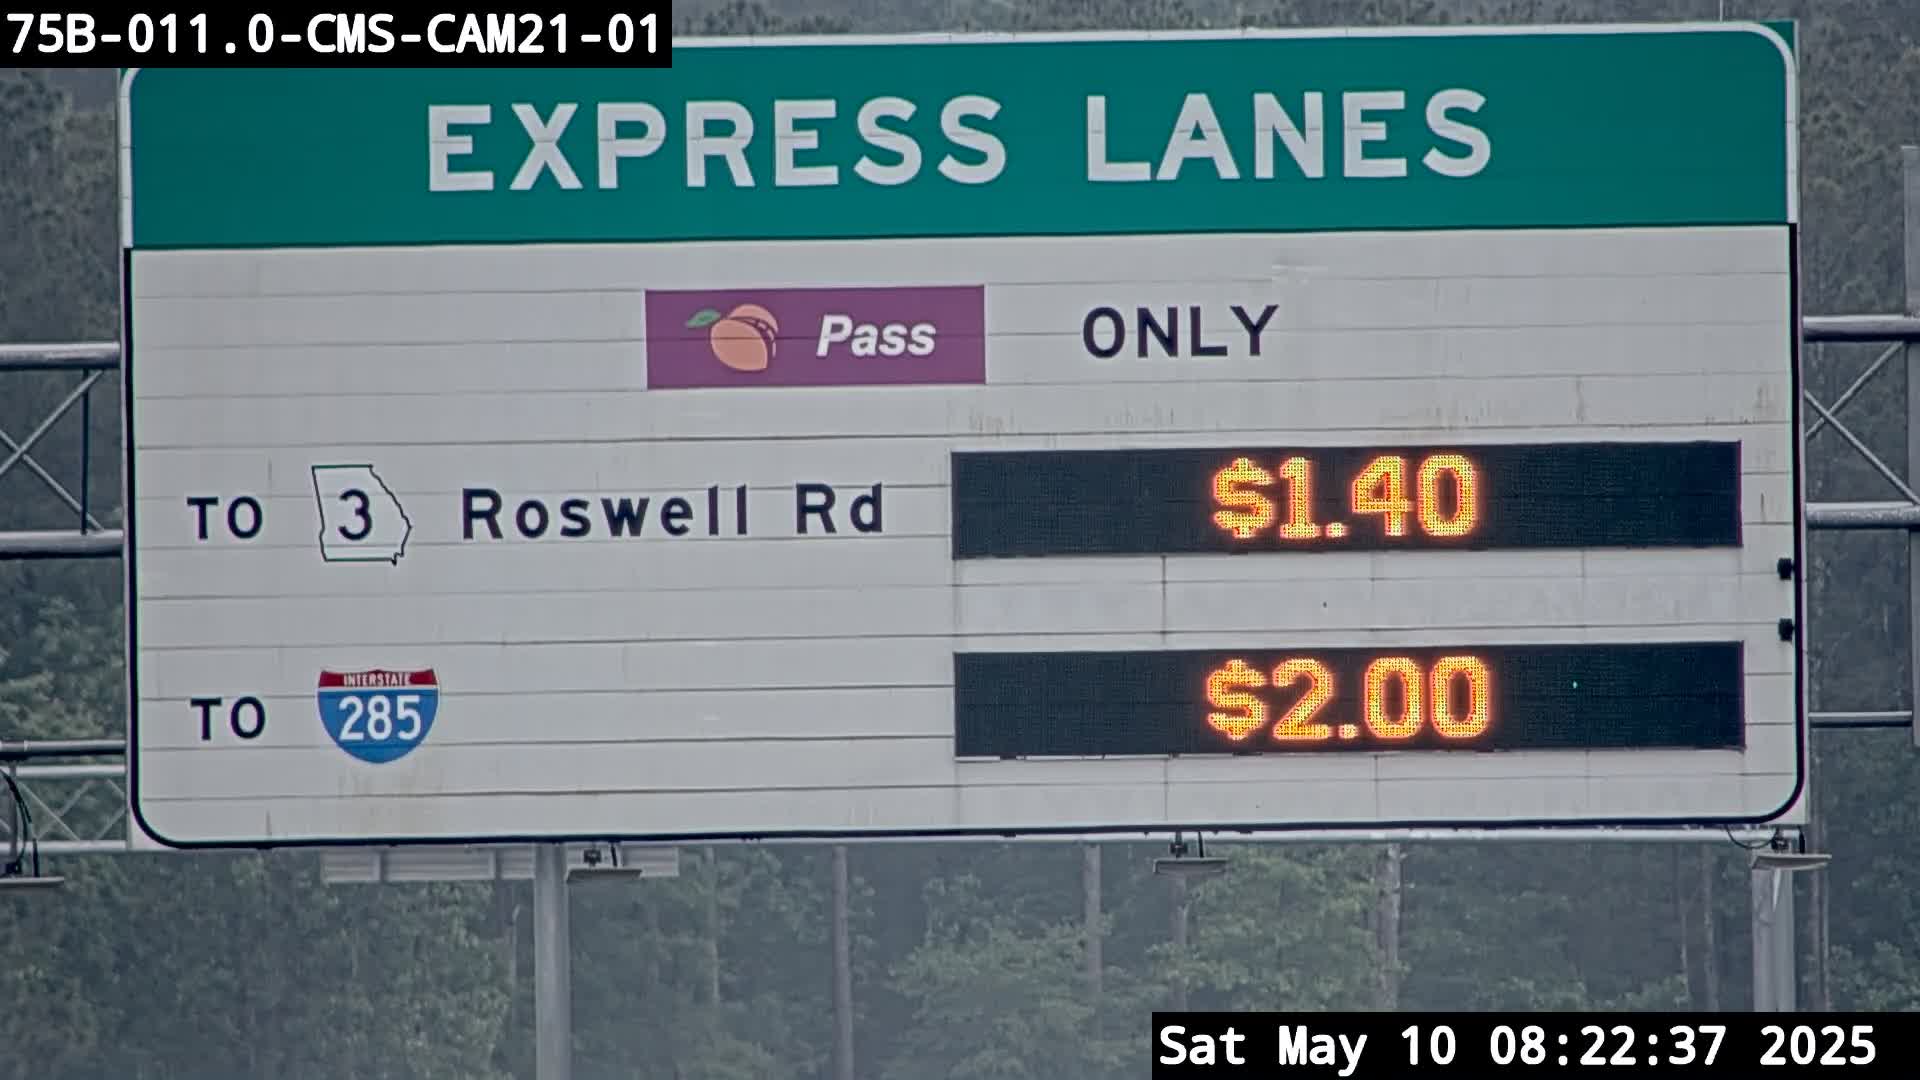 75B-011.0-CMS-CAM21-01
EXPRESS LANES
Pass ONLY
TO 3 Roswell Rd $1.40
TO INTERSTATE 285 $2.00
Sat May 10 08:22:37 2025